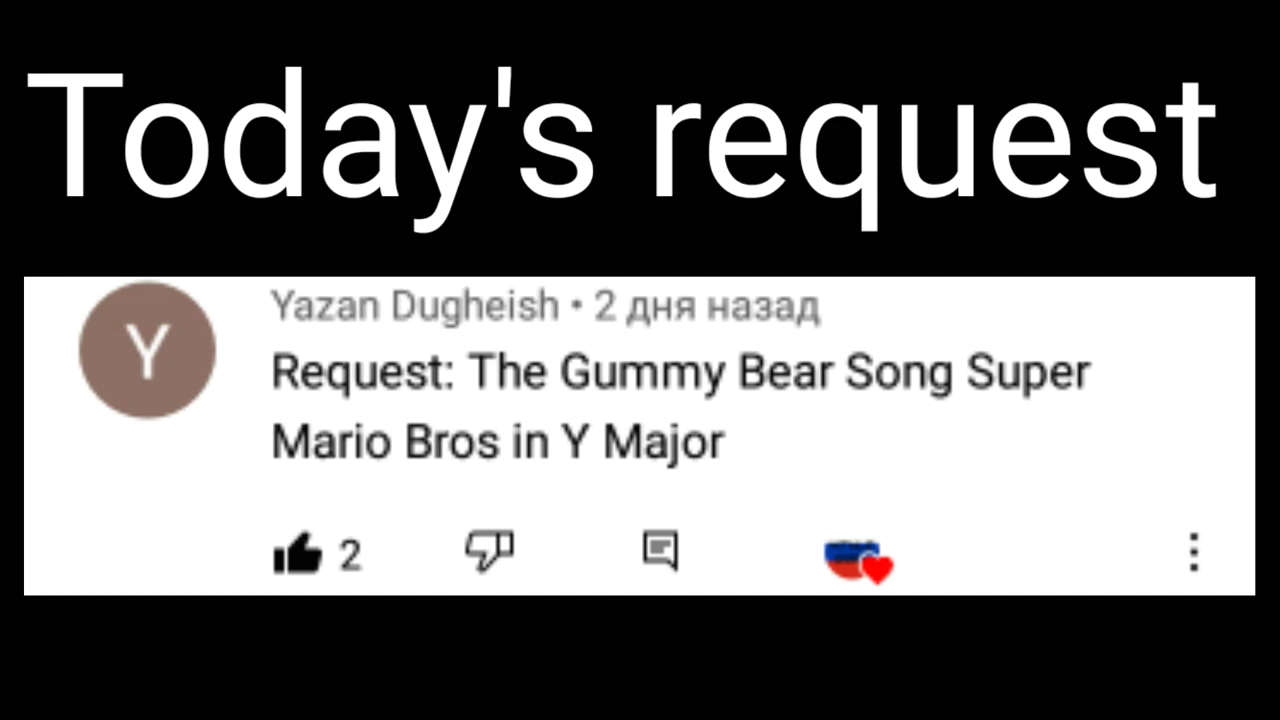 Today's request
Y
Yazan Dugheish • 2 дня назад
Request: The Gummy Bear Song Super
Mario Bros in Y Major
2